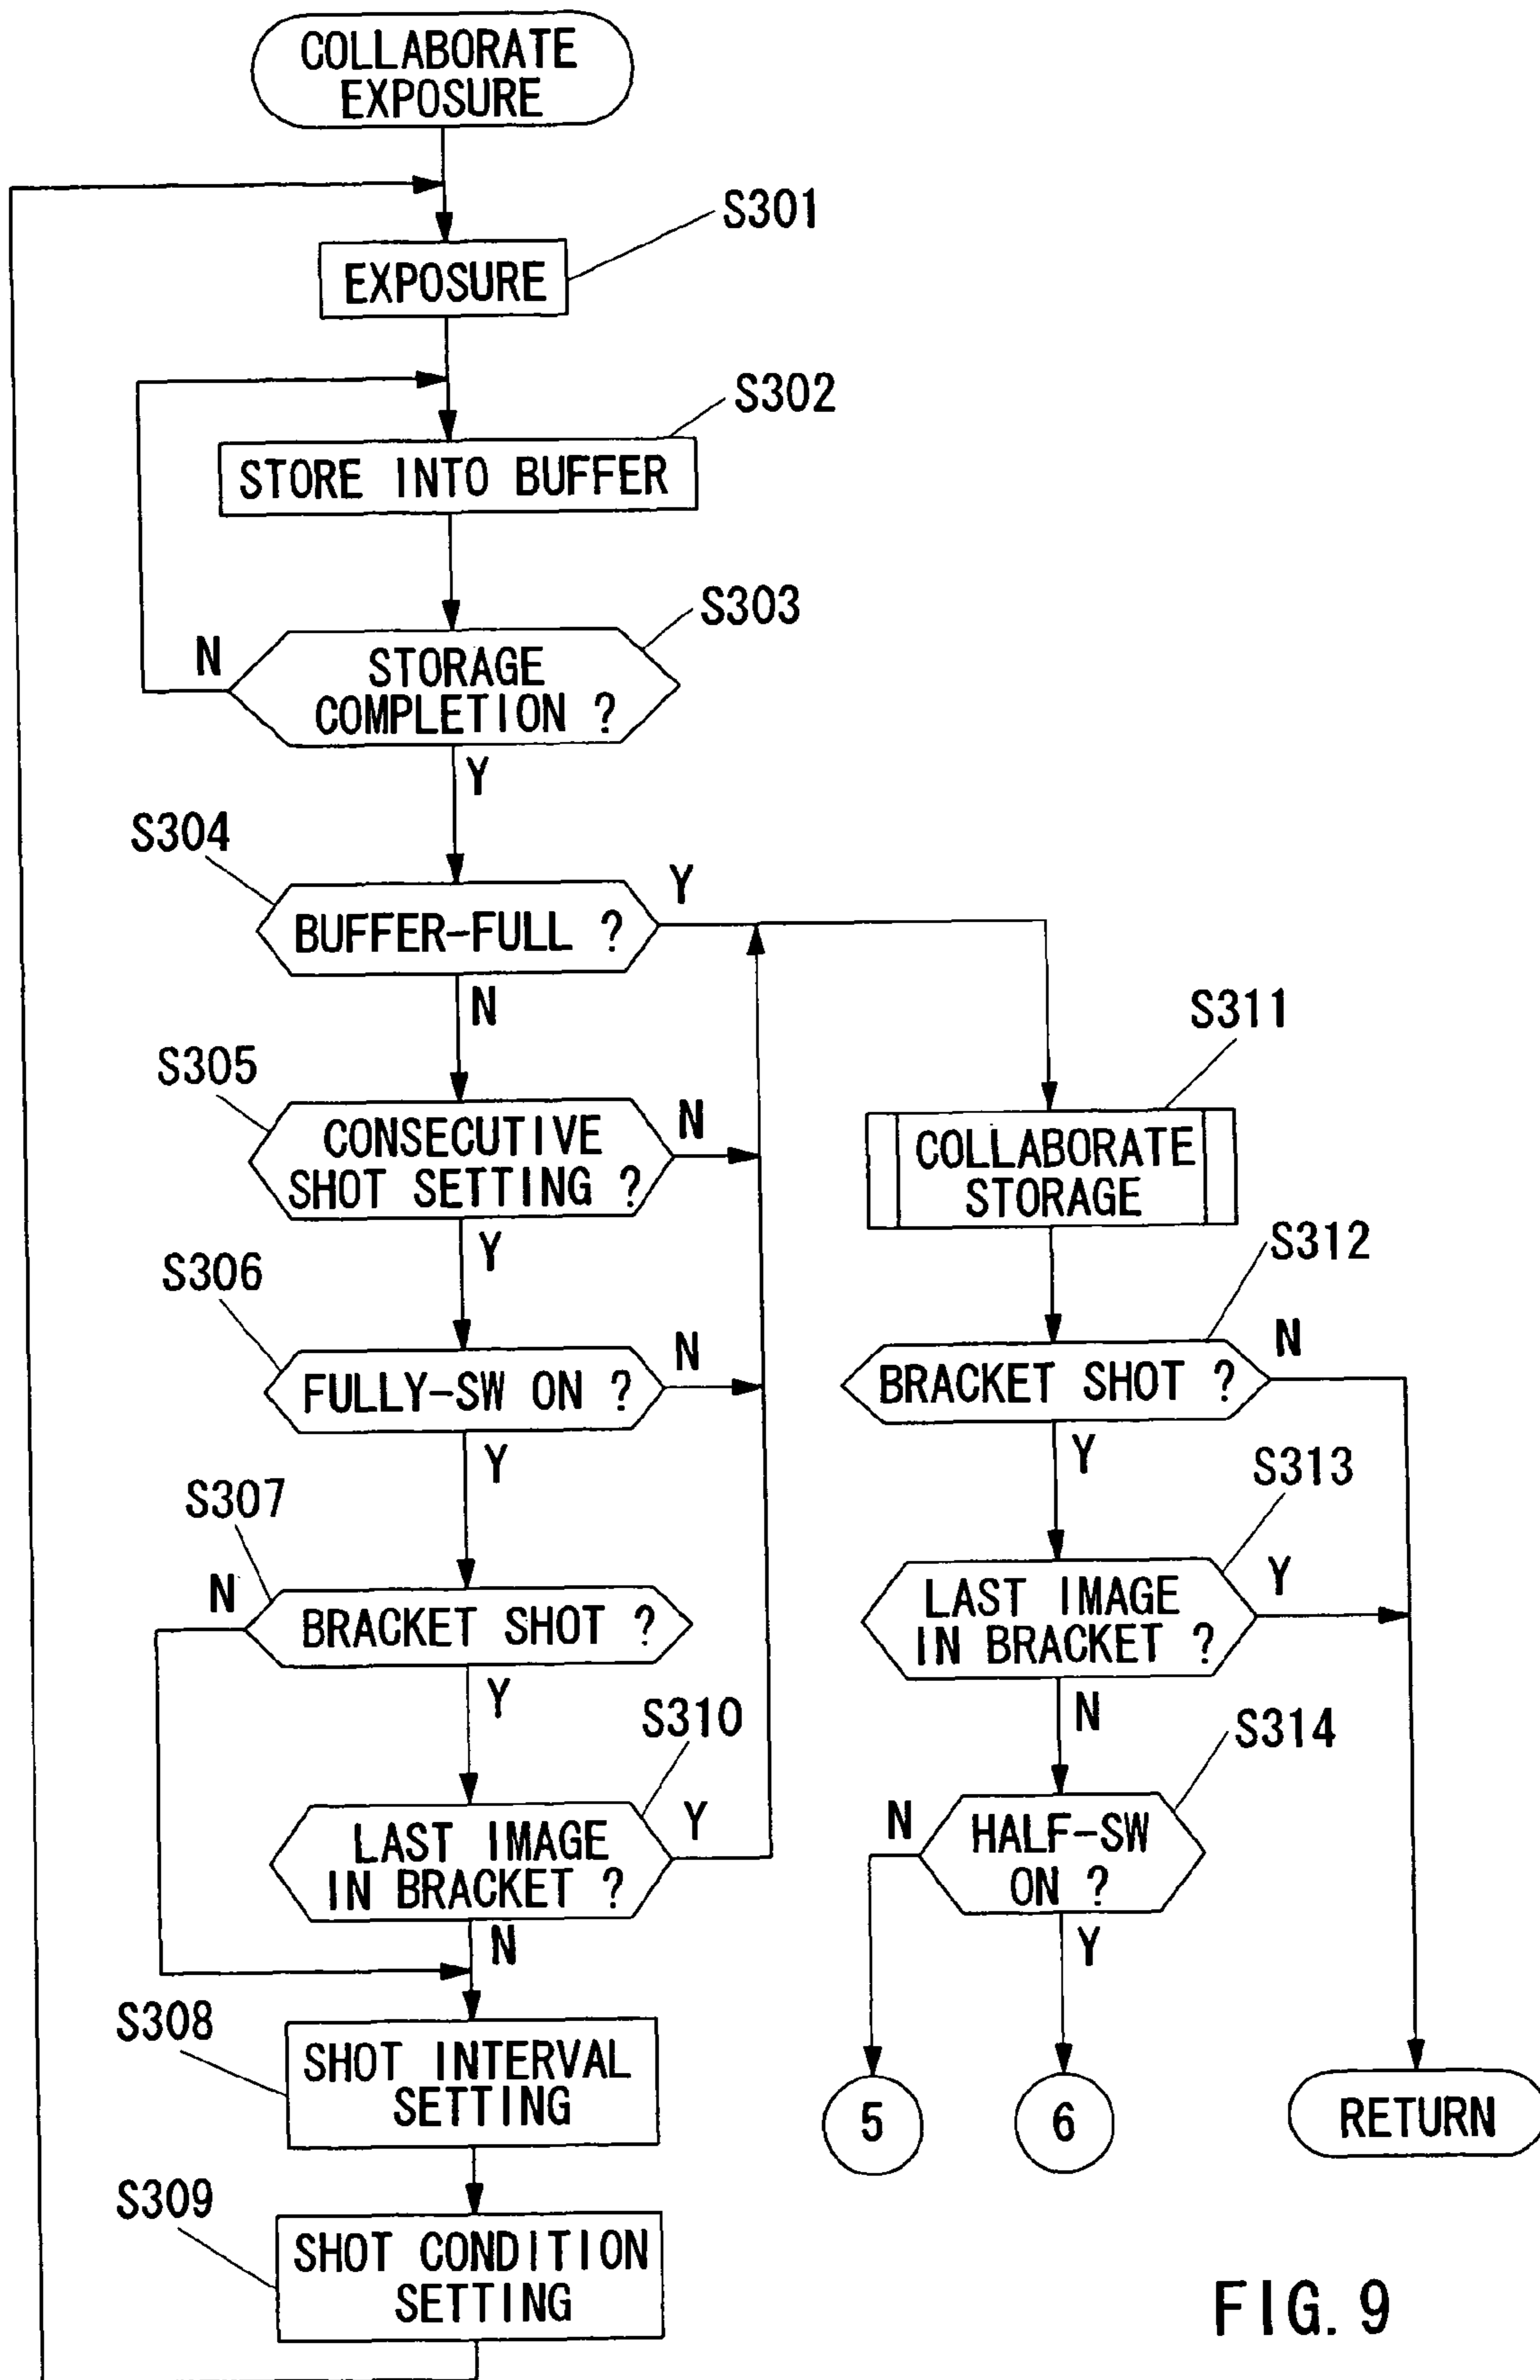 COLLABORATE
EXPOSURE
S301
EXPOSURE
S302
STORE INTO BUFFER
S303
N
STORAGE
COMPLETION ?
Y
S304
Y
BUFFER-FULL ?
N
S305
N
CONSECUTIVE
SHOT SETTING ?
Y
S306
N
FULLY-SW ON ?
Y
S307
N
BRACKET SHOT ?
Y
S310
LAST IMAGE
IN BRACKET ?
Y
N
S308
SHOT INTERVAL
SETTING
S309
SHOT CONDITION
SETTING
S311
COLLABORATE
STORAGE
S312
N
BRACKET SHOT ?
Y
S313
Y
LAST IMAGE
IN BRACKET ?
N
S314
N
HALF-SW
ON ?
Y
5
6
RETURN
FIG. 9